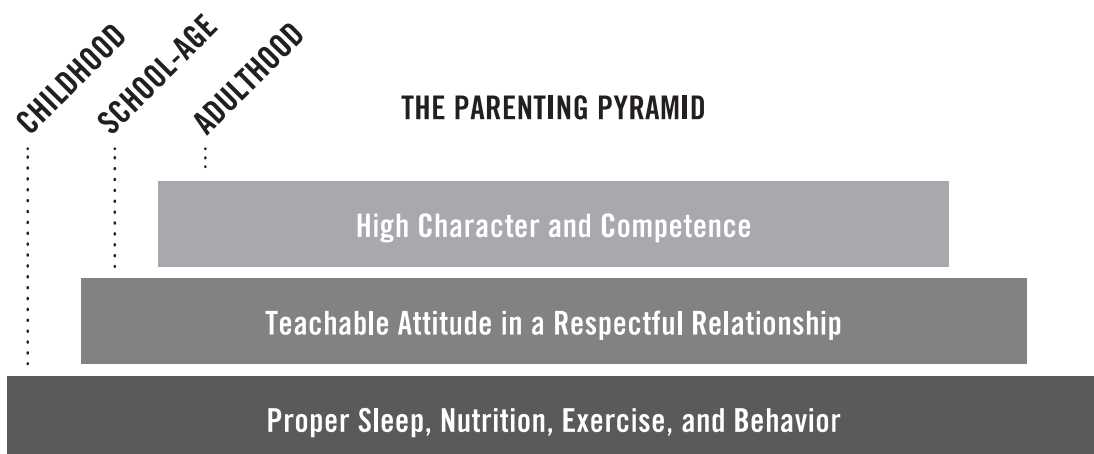 CHILDHOOD
SCHOOL-AGE
ADULTHOOD
THE PARENTING PYRAMID
High Character and Competence
Teachable Attitude in a Respectful Relationship
Proper Sleep, Nutrition, Exercise, and Behavior